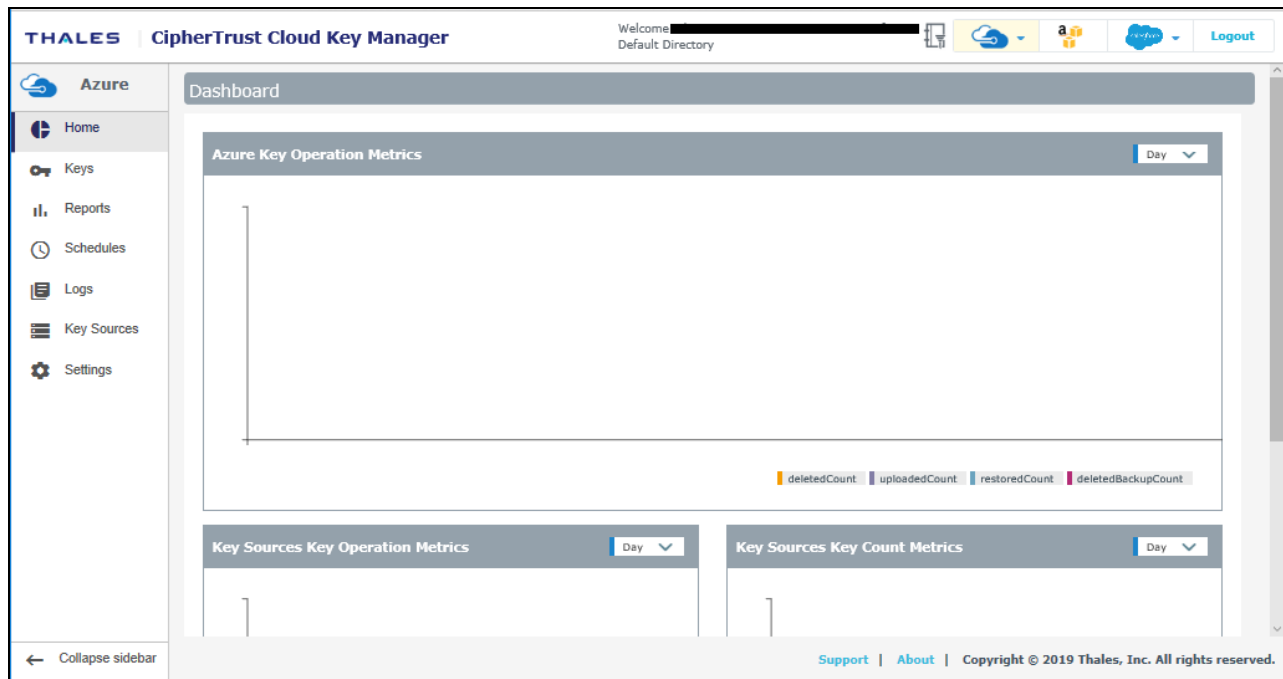 THALES CipherTrust Cloud Key Manager
Welcome
Default Directory
a
Logout
Azure
Home
Keys
Reports
Schedules
Logs
Key Sources
Settings
Collapse sidebar
Dashboard
Azure Key Operation Metrics
Day
deletedCount uploadedCount restoredCount deletedBackupCount
Key Sources Key Operation Metrics
Day
Key Sources Key Count Metrics
Day
Support | About | Copyright © 2019 Thales, Inc. All rights reserved.